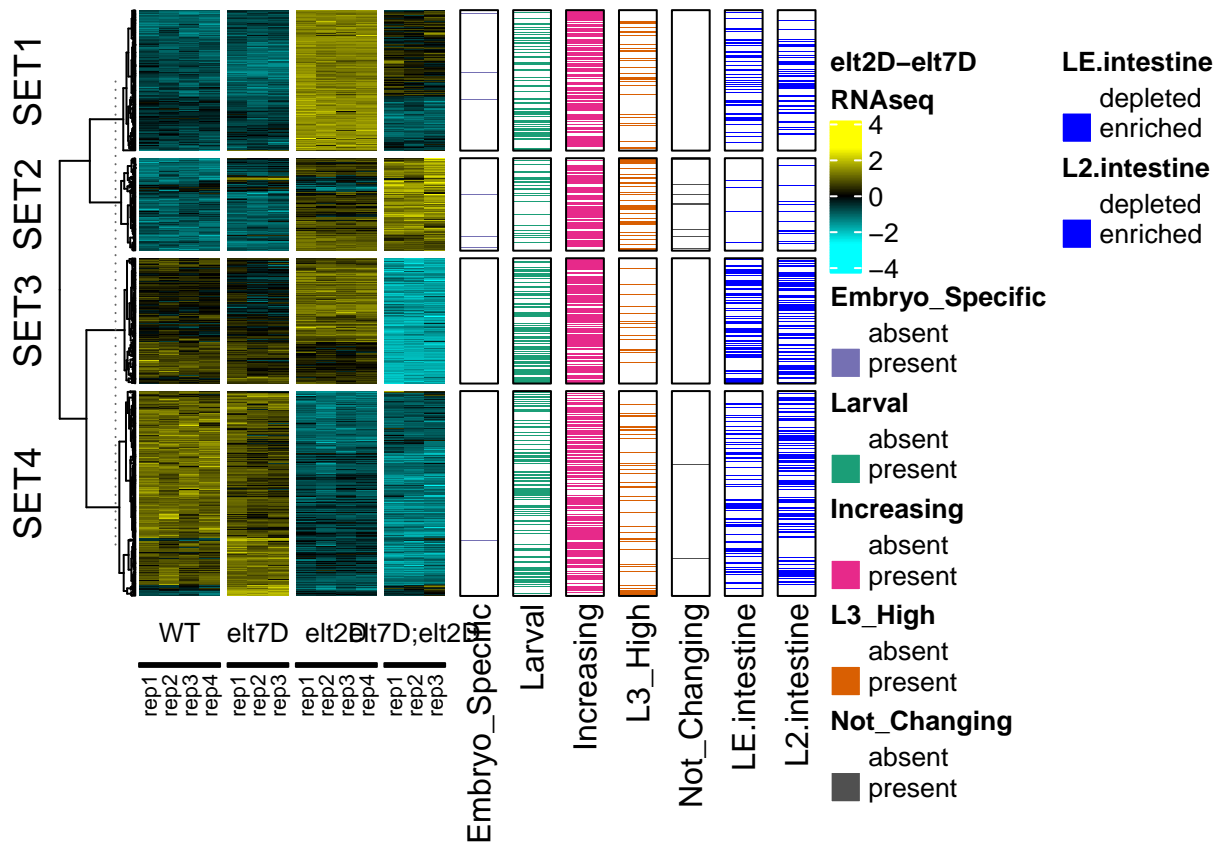 SET1
SET2
SET3
SET4
WT
elt7D
elt2D
elt7D;elt2D
rep1
rep2
rep3
rep4
rep1
rep2
rep3
rep1
rep2
rep3
rep4
rep1
rep2
rep3
Embryo_Specific
Larval
Increasing
L3_High
Not_Changing
LE.intestine
L2.intestine
elt2D−elt7D
RNAseq
4
2
0
−2
−4
Embryo_Specific
absent
present
Larval
absent
present
Increasing
absent
present
L3_High
absent
present
Not_Changing
absent
present
LE.intestine
depleted
enriched
L2.intestine
depleted
enriched